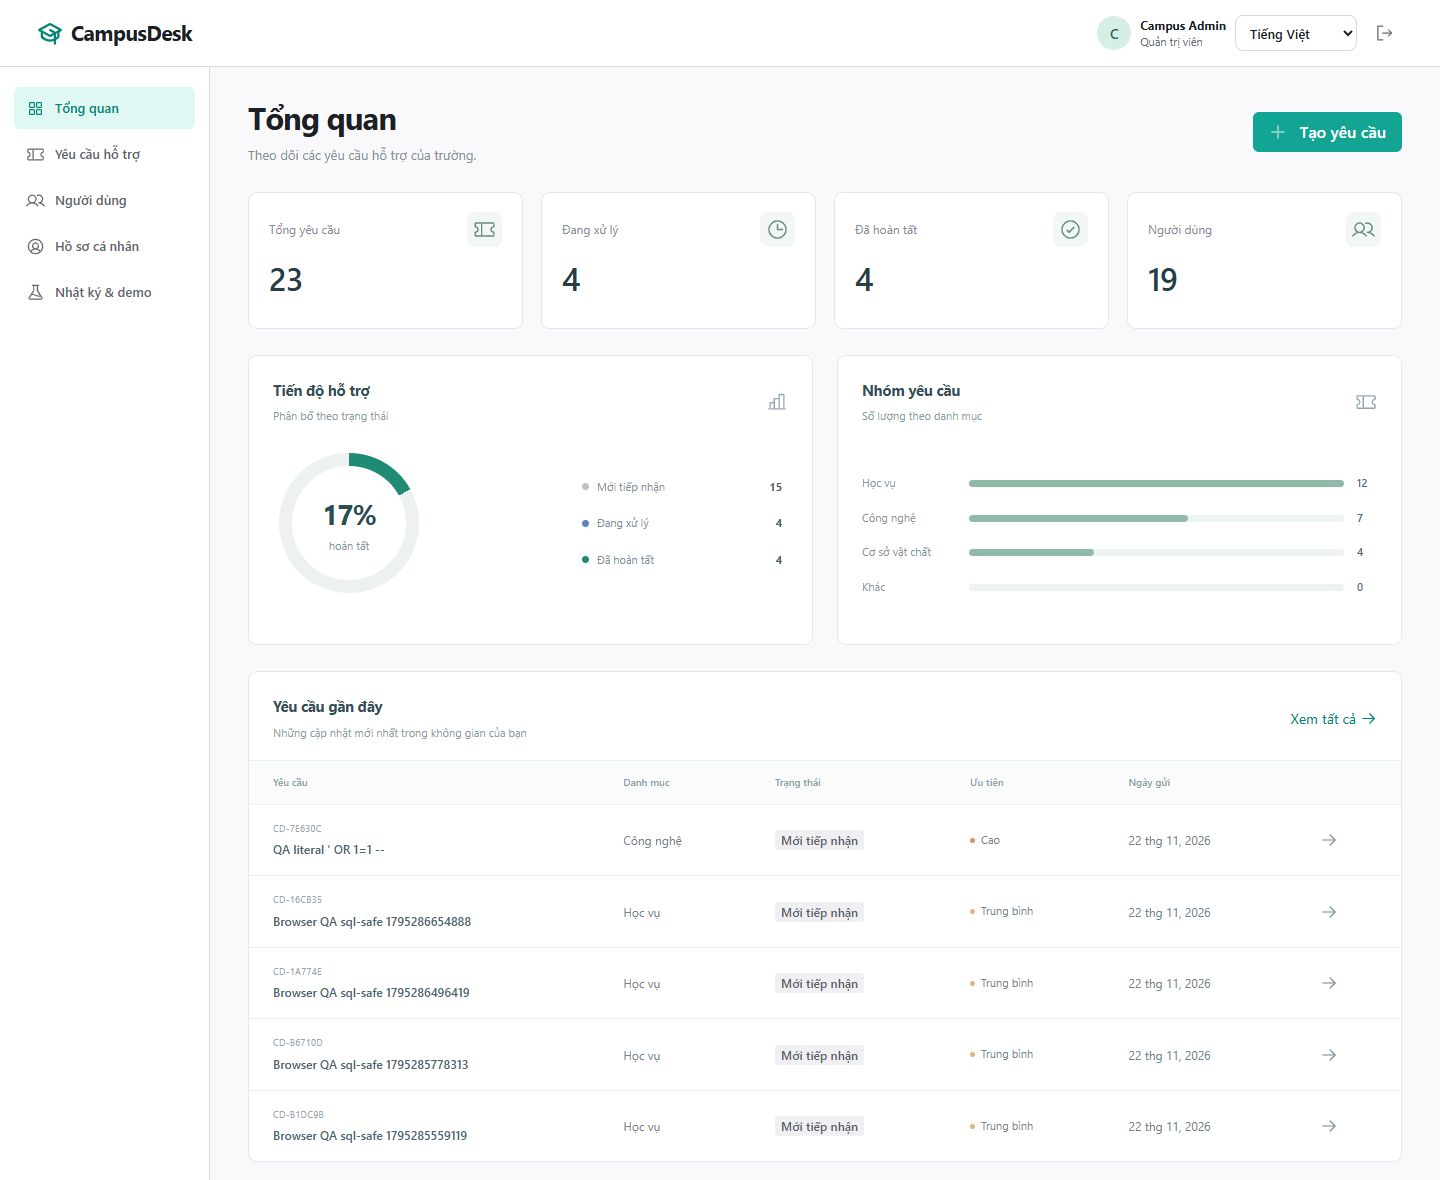 CampusDesk
C
Campus Admin
Quản trị viên
Tiếng Việt
Tổng quan
Yêu cầu hỗ trợ
Người dùng
Hồ sơ cá nhân
Nhật ký & demo
Tổng quan
Theo dõi các yêu cầu hỗ trợ của trường.
Tạo yêu cầu
Tổng yêu cầu
23
Đang xử lý
4
Đã hoàn tất
4
Người dùng
19
Tiến độ hỗ trợ
Phân bố theo trạng thái
17%
hoàn tất
Mới tiếp nhận 15
Đang xử lý 4
Đã hoàn tất 4
Nhóm yêu cầu
Số lượng theo danh mục
Học vụ 12
Công nghệ 7
Cơ sở vật chất 4
Khác 0
Yêu cầu gần đây
Những cập nhật mới nhất trong không gian của bạn
Xem tất cả
Yêu cầu Danh mục Trạng thái Ưu tiên Ngày gửi
CD-7E630C
QA literal ' OR 1=1 -- Công nghệ Mới tiếp nhận Cao 22 thg 11, 2026
CD-16CB35
Browser QA sql-safe 1795286654888 Học vụ Mới tiếp nhận Trung bình 22 thg 11, 2026
CD-1A774E
Browser QA sql-safe 1795286496419 Học vụ Mới tiếp nhận Trung bình 22 thg 11, 2026
CD-B6710D
Browser QA sql-safe 1795285778313 Học vụ Mới tiếp nhận Trung bình 22 thg 11, 2026
CD-B1DC9B
Browser QA sql-safe 1795285559119 Học vụ Mới tiếp nhận Trung bình 22 thg 11, 2026